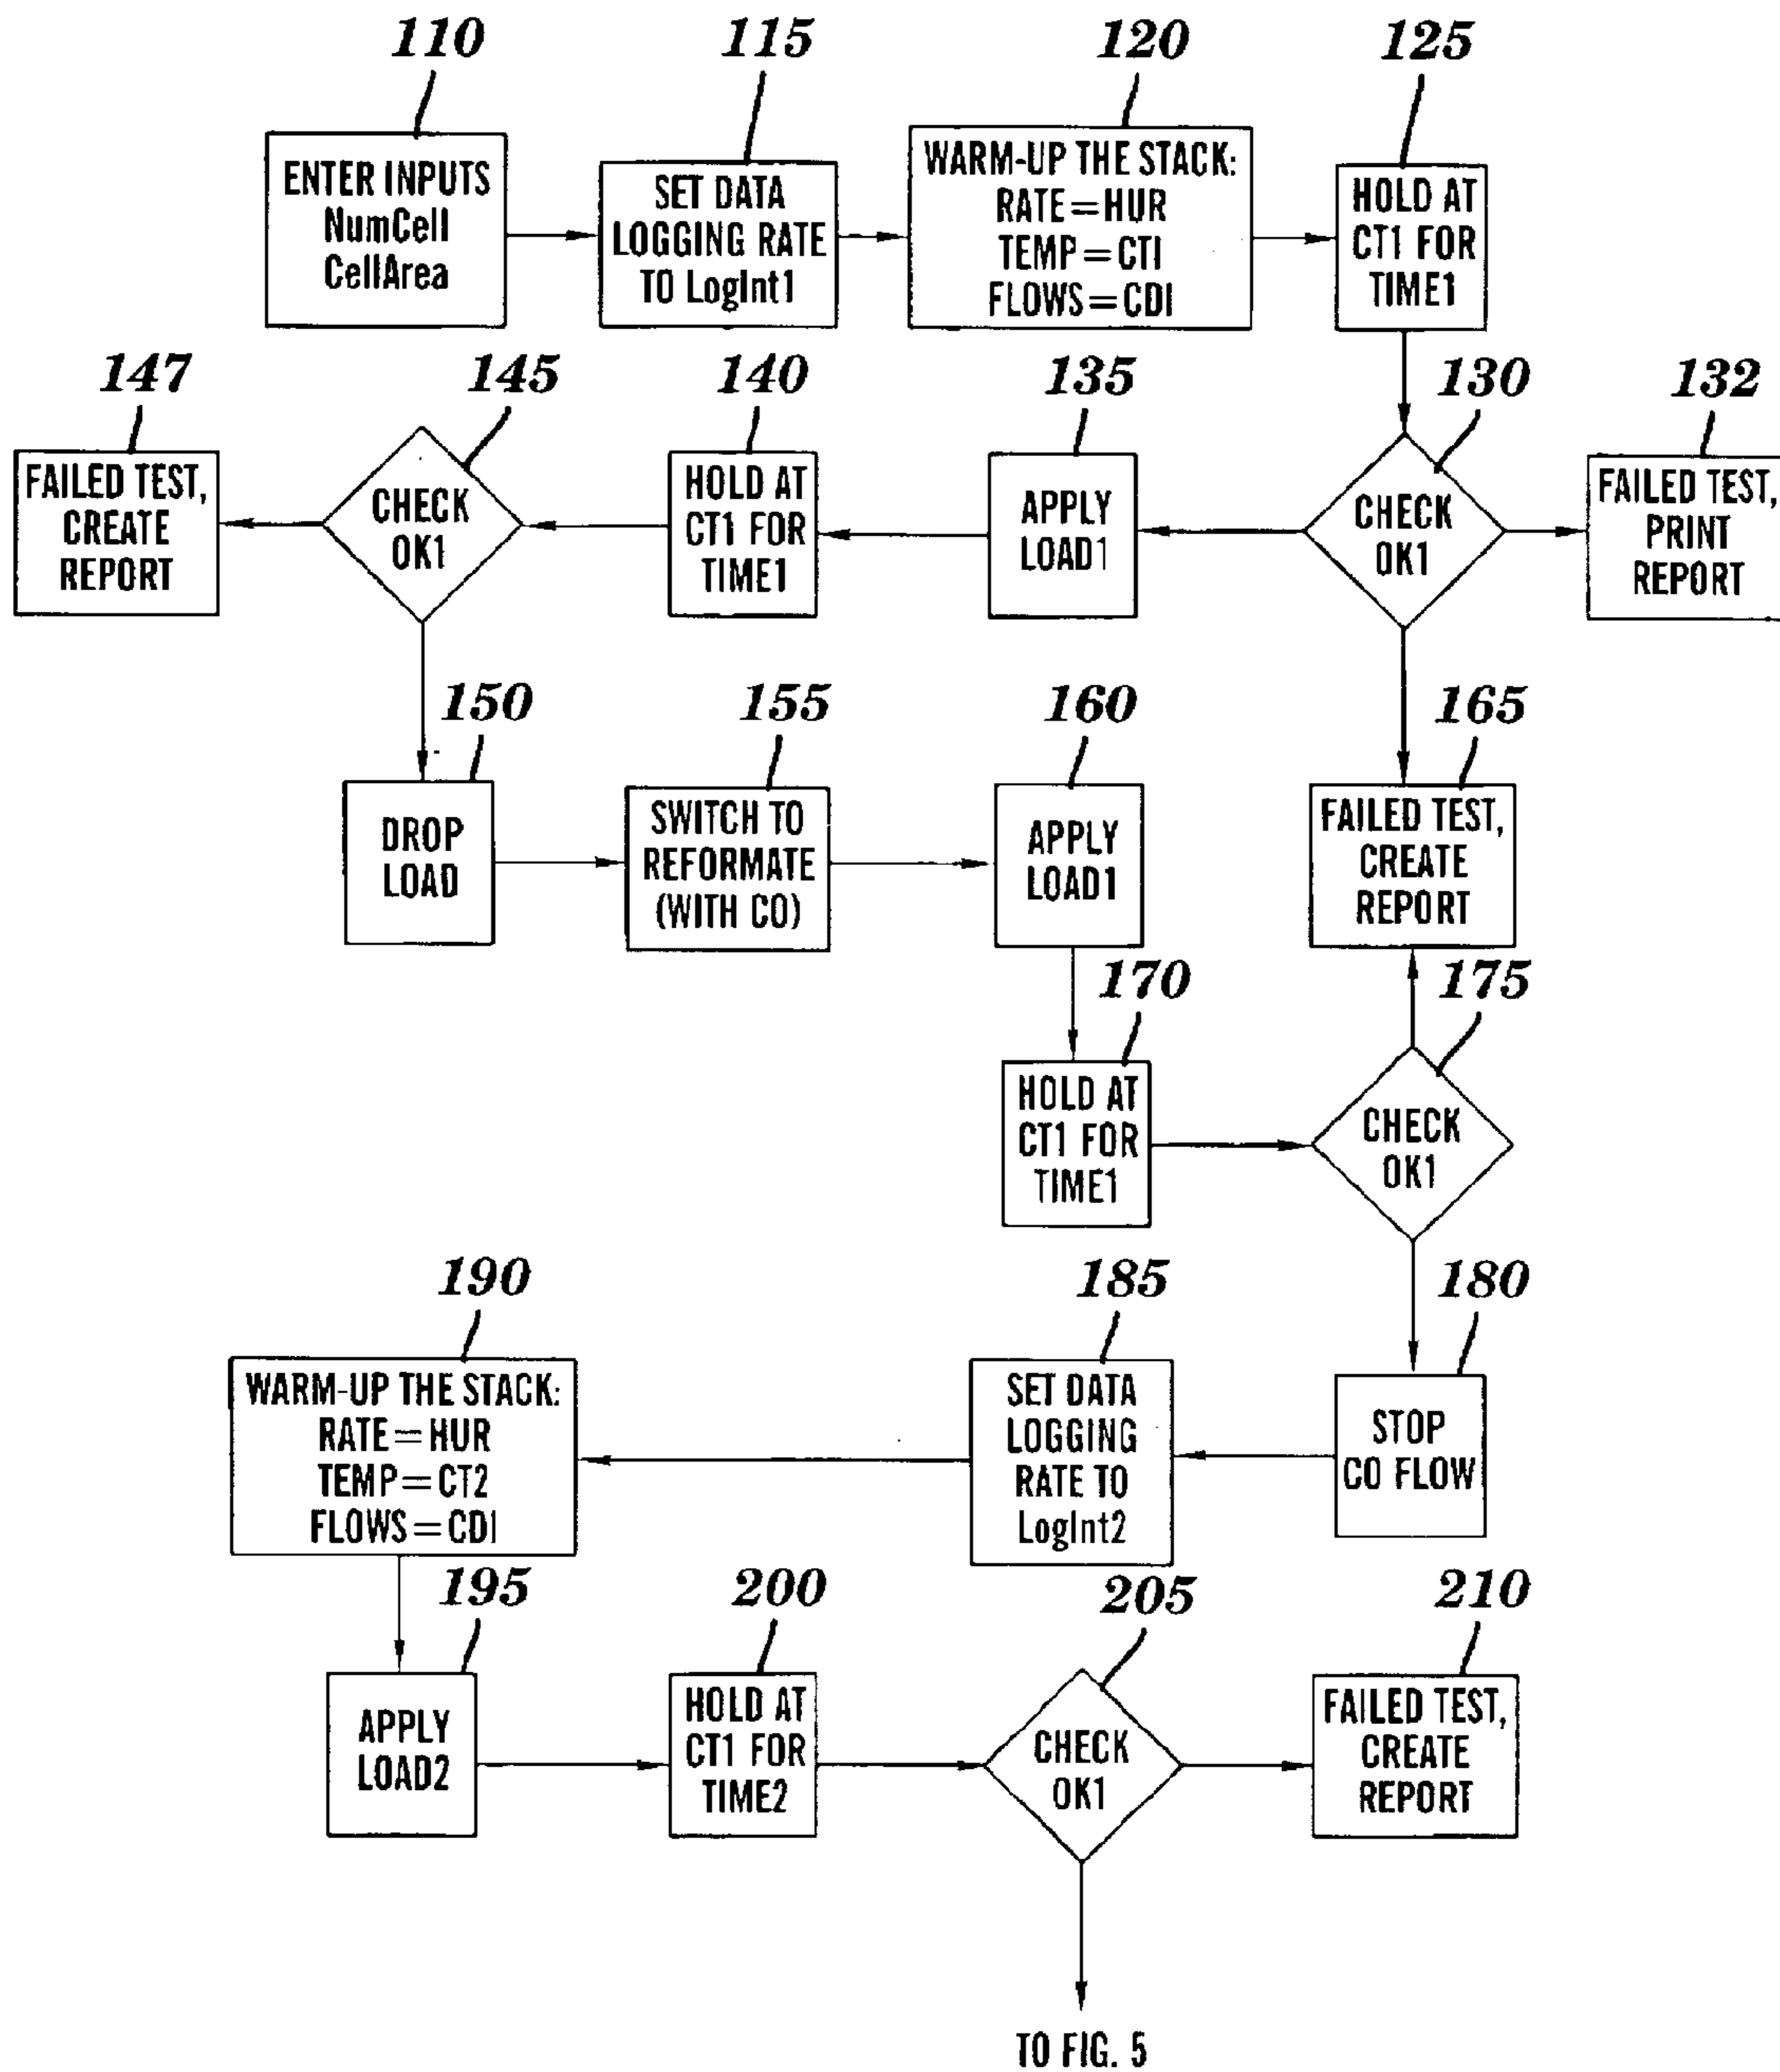 110
115
120
125
ENTER INPUTS
NumCell
CellArea
SET DATA
LOGGING RATE
TO LogInt1
WARM-UP THE STACK:
RATE=HUR
TEMP=CTI
FLOWS=CDI
HOLD AT
CT1 FOR
TIME1
147
145
140
135
130
132
FAILED TEST,
CREATE
REPORT
CHECK
OK1
HOLD AT
CT1 FOR
TIME1
APPLY
LOAD1
CHECK
OK1
FAILED TEST,
PRINT
REPORT
150
155
160
165
DROP
LOAD
SWITCH TO
REFORMATE
(WITH CO)
APPLY
LOAD1
FAILED TEST,
CREATE
REPORT
170
175
HOLD AT
CT1 FOR
TIME1
CHECK
OK1
190
185
180
WARM-UP THE STACK:
RATE=HUR
TEMP=CT2
FLOWS=CDI
SET DATA
LOGGING
RATE TO
LogInt2
STOP
CO FLOW
195
200
205
210
APPLY
LOAD2
HOLD AT
CT1 FOR
TIME2
CHECK
OK1
FAILED TEST,
CREATE
REPORT
TO FIG. 5